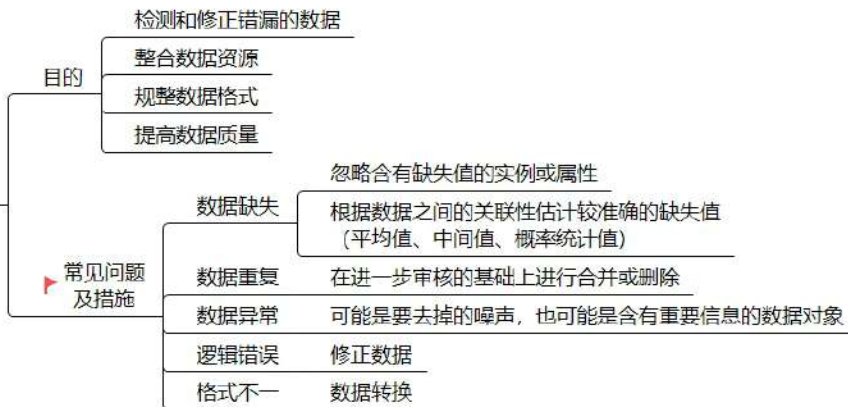 目的
检测和修正错漏的数据
整合数据资源
规整数据格式
提高数据质量
常见问题
及措施
数据缺失
忽略含有缺失值的实例或属性
根据数据之间的关联性估计较准确的缺失值
（平均值、中间值、概率统计值）
数据重复
在进一步审核的基础上进行合并或删除
数据异常
可能是要去掉的噪声，也可能是含有重要信息的数据对象
逻辑错误
修正数据
格式不一
数据转换